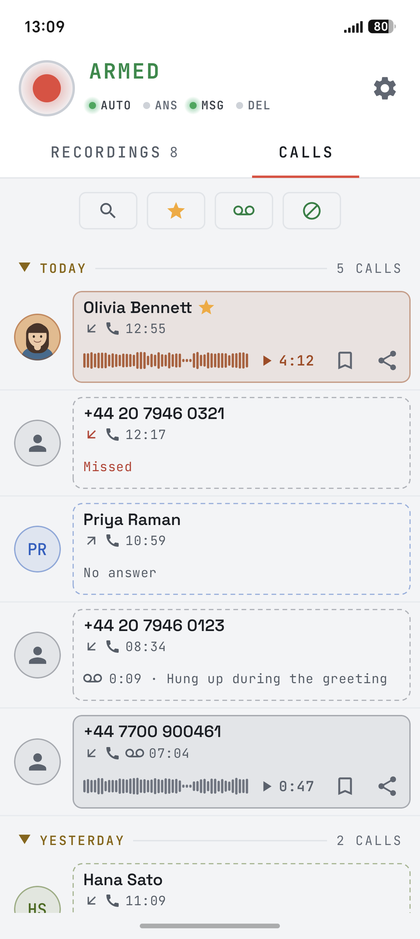 13:09
80
ARMED
AUTO ANS MSG DEL
RECORDINGS 8
CALLS
TODAY
5 CALLS
Olivia Bennett
12:55
4:12
+44 20 7946 0321
12:17
Missed
PR
Priya Raman
10:59
No answer
+44 20 7946 0123
08:34
0:09 · Hung up during the greeting
+44 7700 900461
07:04
0:47
YESTERDAY
2 CALLS
HS
Hana Sato
11:09